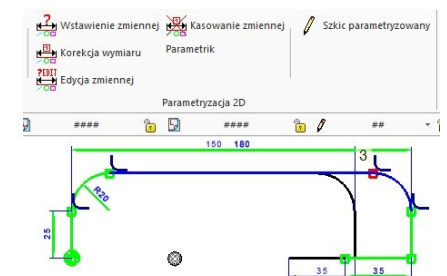 Wstawienie zmiennej Kasowanie zmiennej Szkic parametryzowany
Korekcja wymiaru Parametrik
?EDIT Edycja zmiennej
Parametryzacja 2D
#### #### ##
150 180
3
R20
25
35 35